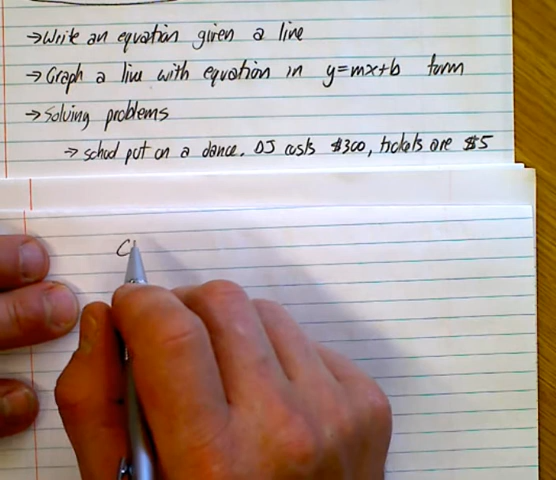 →Write an equation given a line
→Graph a line with equation in y=mx+b form
→Solving problems
→ school put on a dance. DJ costs $300, tickets are $5
C